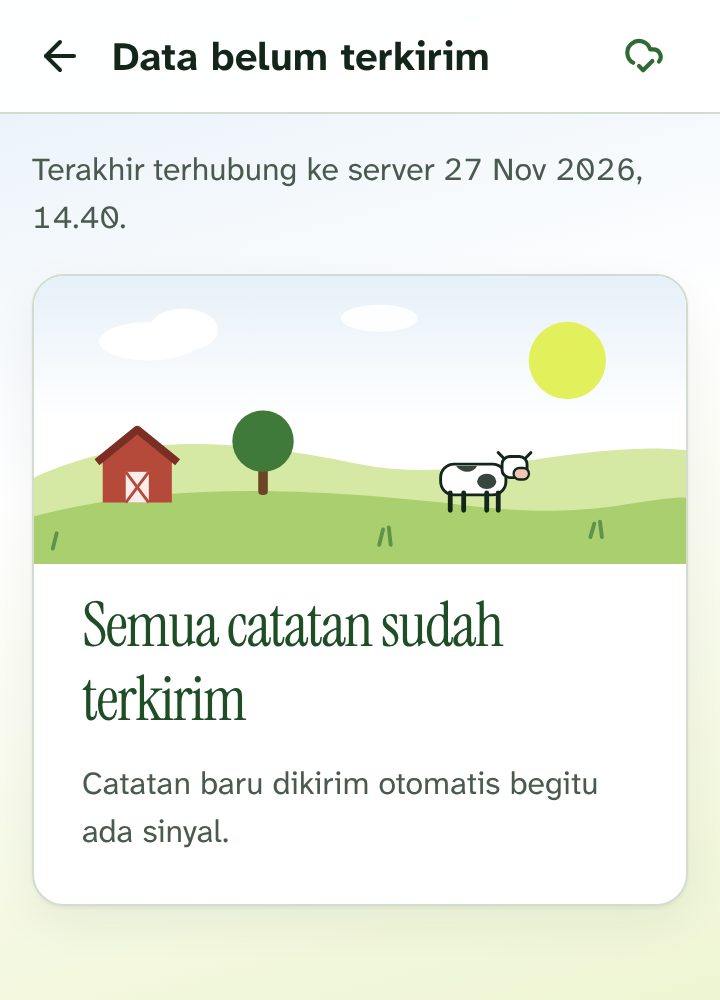 Data belum terkirim
Terakhir terhubung ke server 27 Nov 2026,
14.40.
Semua catatan sudah
terkirim
Catatan baru dikirim otomatis begitu
ada sinyal.